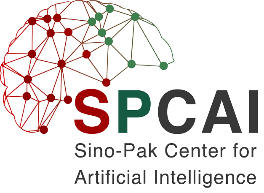 SPCAI
Sino-Pak Center for
Artificial Intelligence